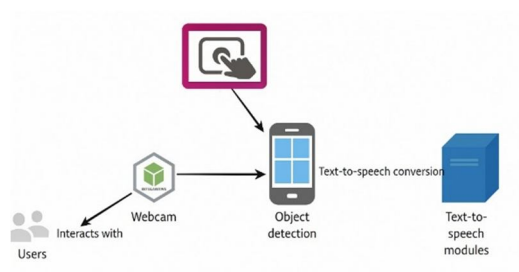 Text-to-speech conversion
Interacts with
Users
Webcam
Object
detection
Text-to-
speech
modules